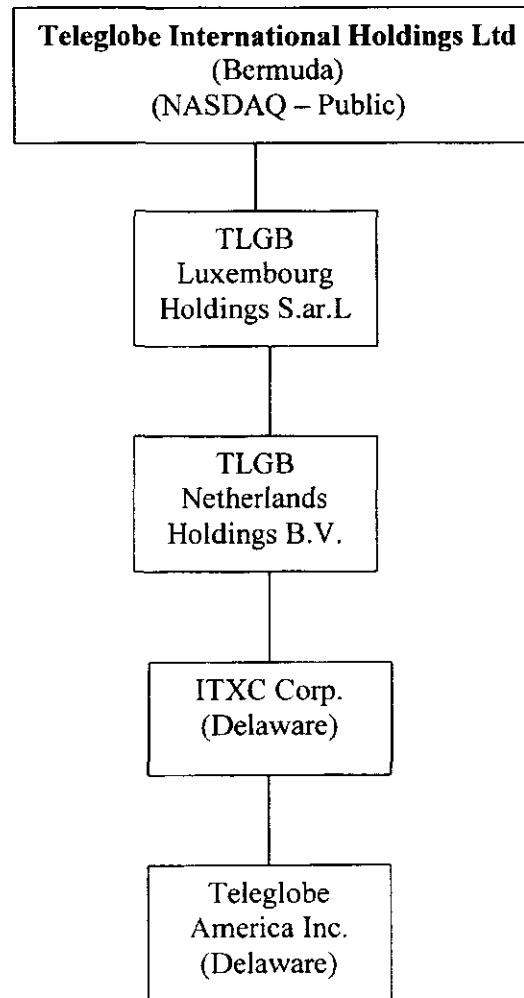 Teleglobe International Holdings Ltd
(Bermuda)
(NASDAQ – Public)
TLGB
Luxembourg
Holdings S.ar.L
TLGB
Netherlands
Holdings B.V.
ITXC Corp.
(Delaware)
Teleglobe
America Inc.
(Delaware)